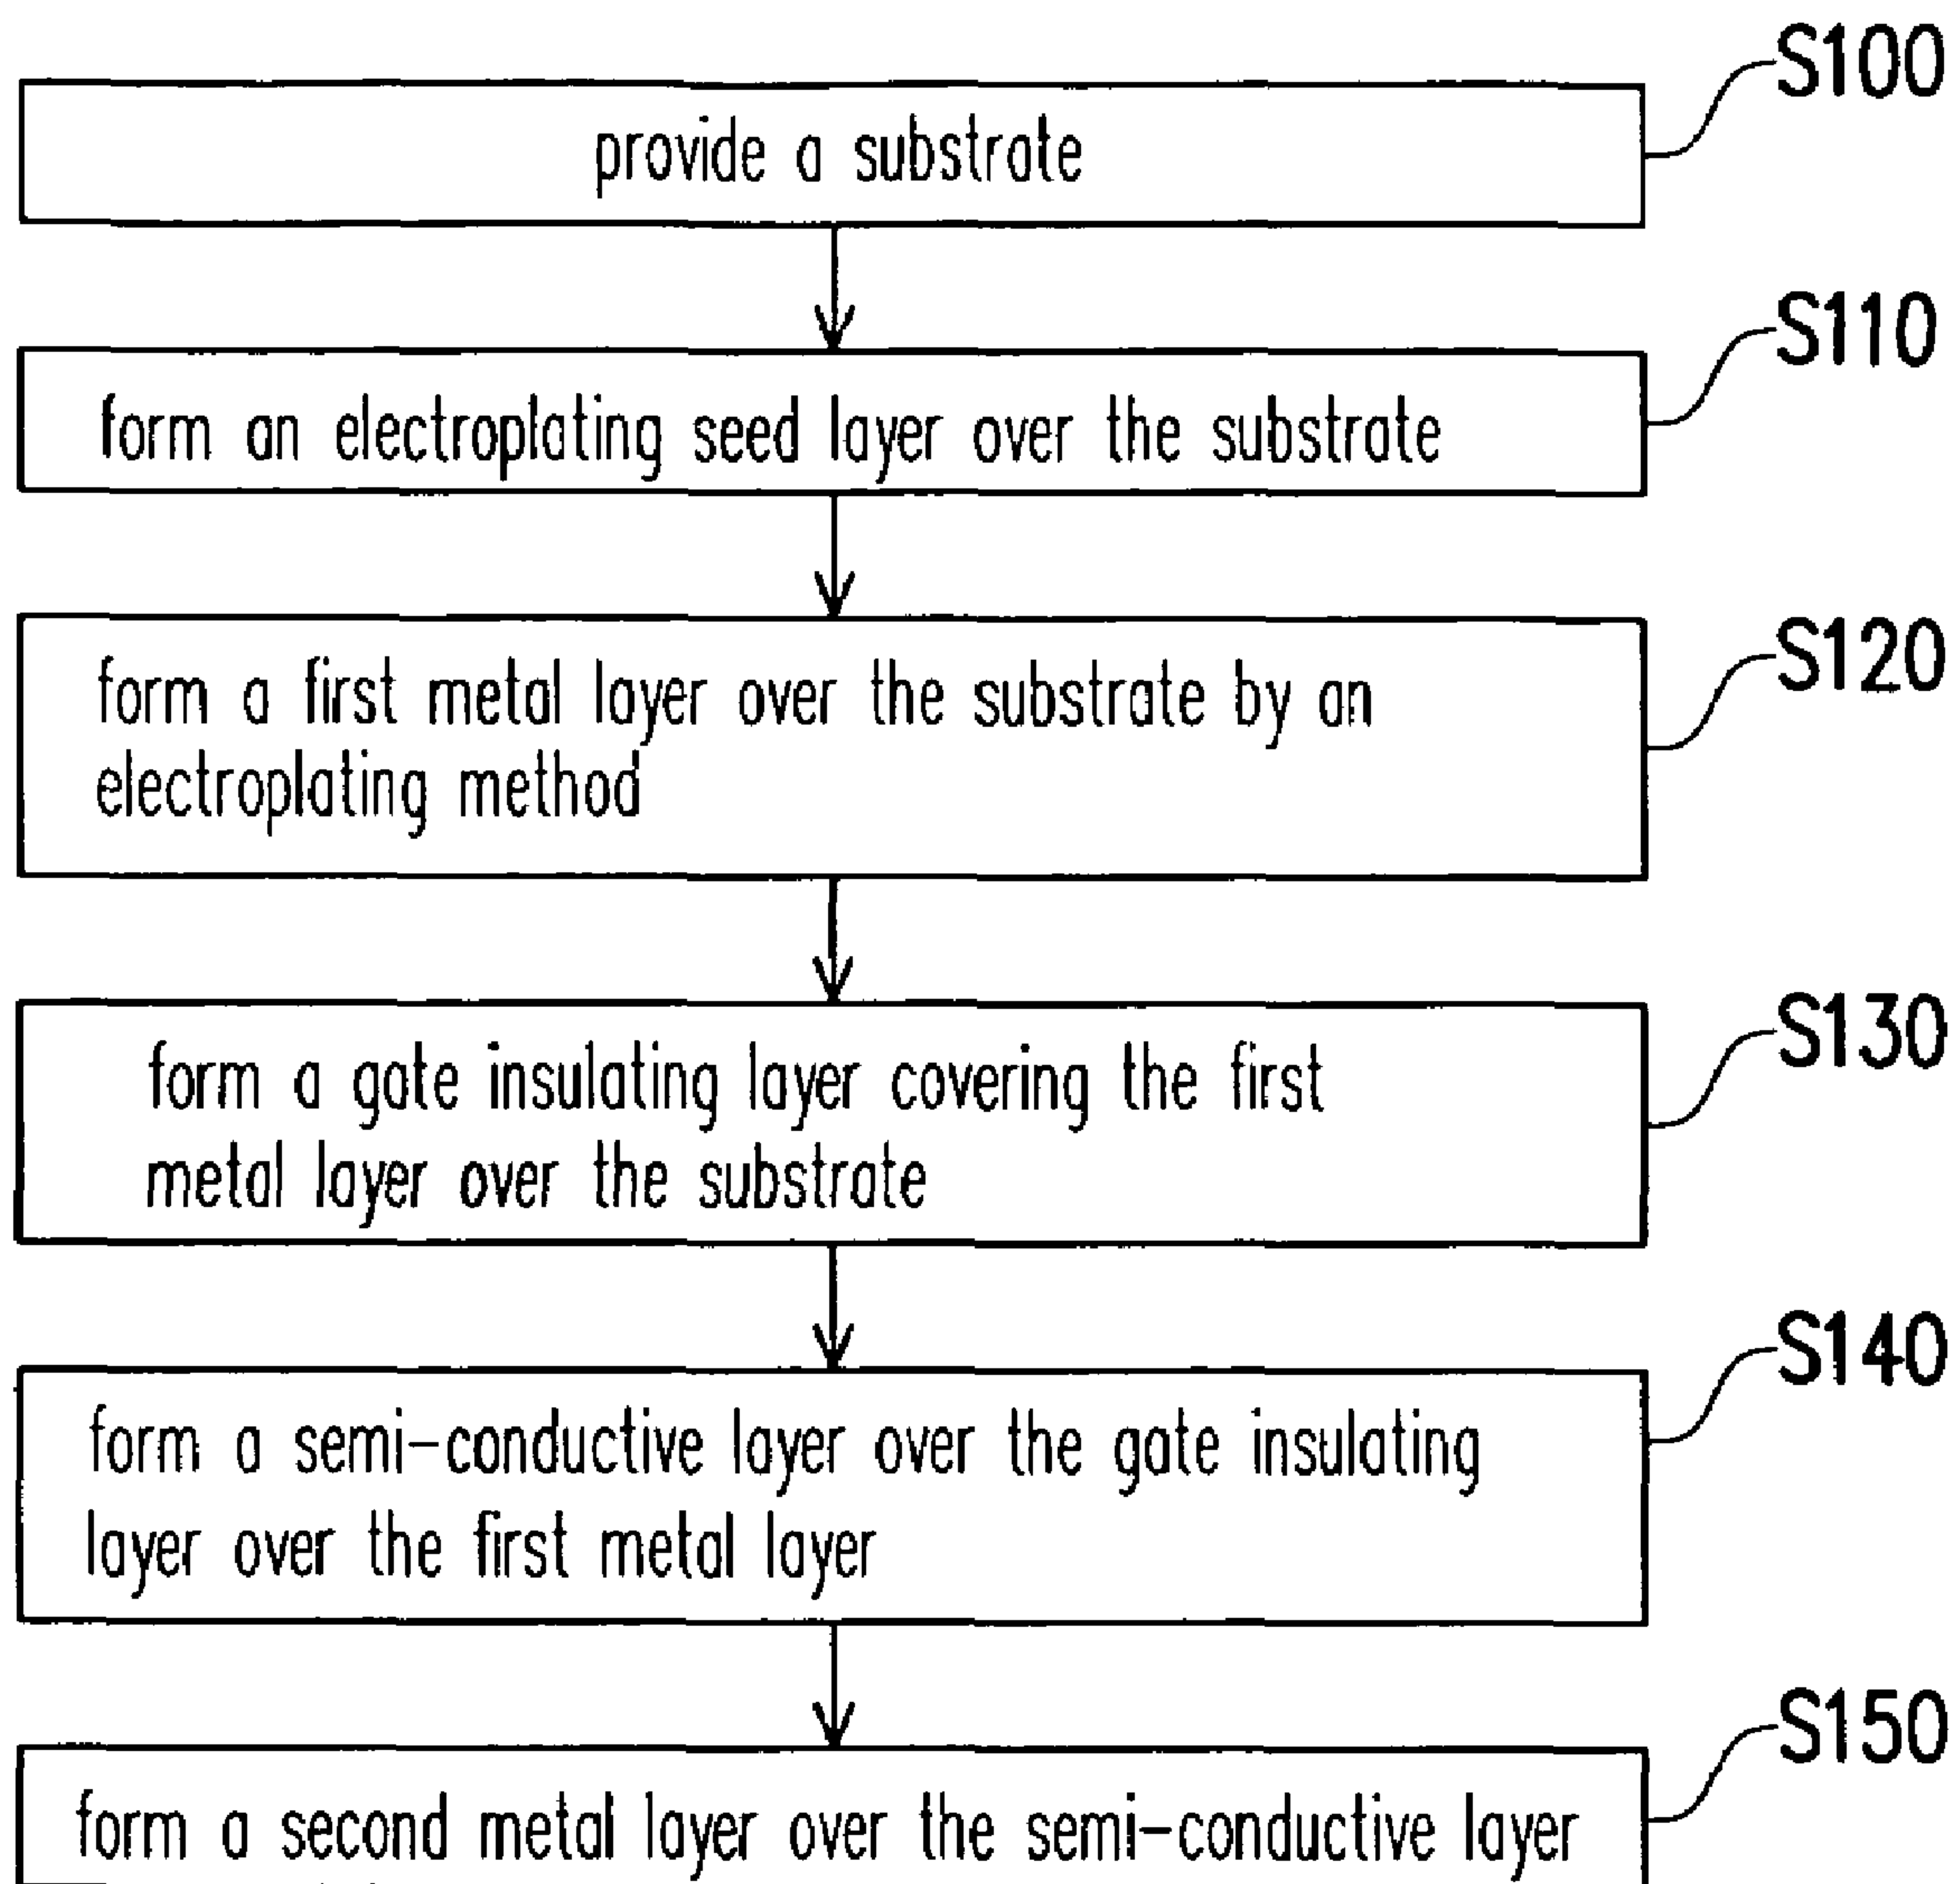 S100
provide a substrate
S110
form an electroplating seed layer over the substrate
S120
form a first metal layer over the substrate by an
electroplating method
S130
form a gate insulating layer covering the first
metal layer over the substrate
S140
form a semi-conductive layer over the gate insulating
layer over the first metal layer
S150
form a second metal layer over the semi-conductive layer